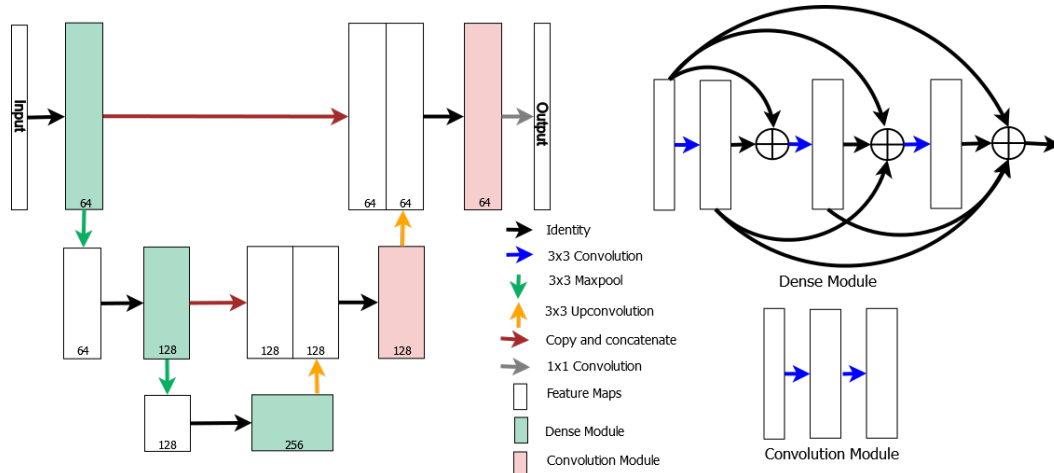 Input
64
64
64
64
Output
64
128
128
128
128
128
256
Identity
3x3 Convolution
3x3 Maxpool
3x3 Upconvolution
Copy and concatenate
1x1 Convolution
Feature Maps
Dense Module
Convolution Module
Dense Module
Convolution Module